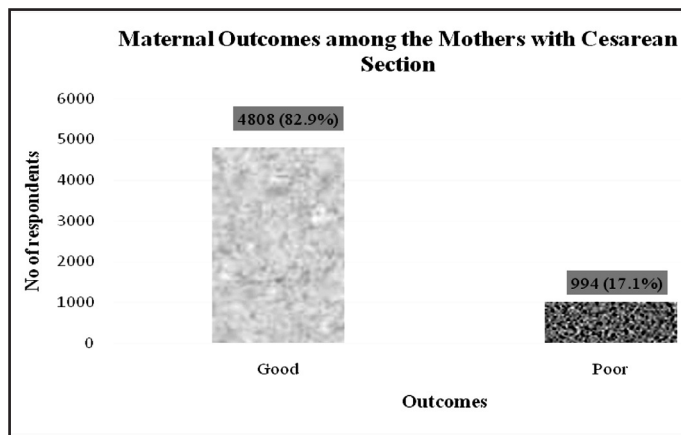 Maternal Outcomes among the Mothers with Cesarean
Section
6000
5000
4000
3000
2000
1000
0
No of respondents
4808 (82.9%)
994 (17.1%)
Good
Poor
Outcomes